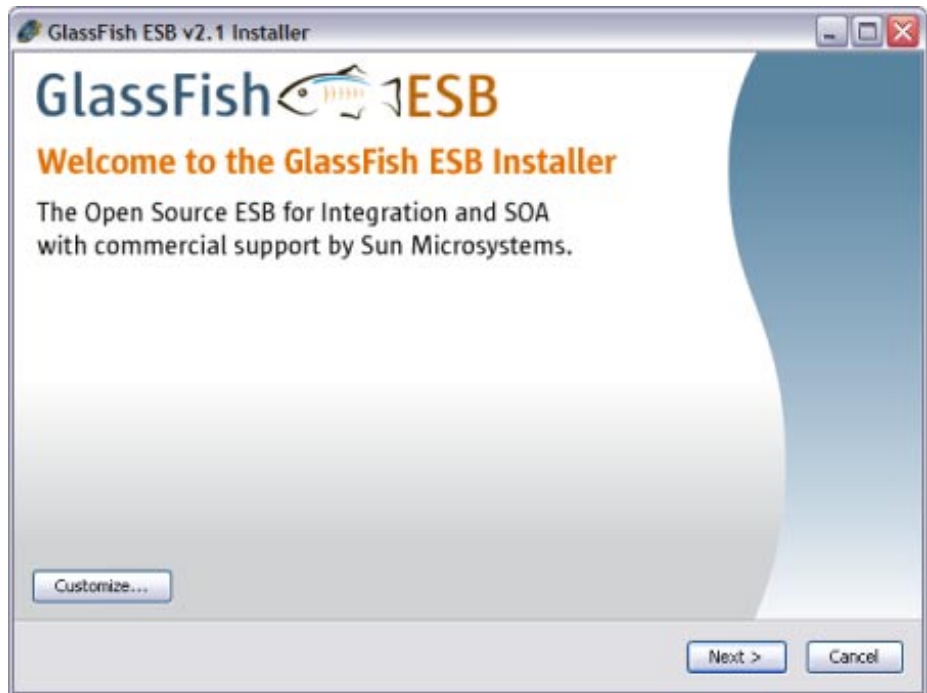 GlassFish ESB v2.1 Installer
GlassFish ESB
Welcome to the GlassFish ESB Installer
The Open Source ESB for Integration and SOA
with commercial support by Sun Microsystems.
Customize...
Next >
Cancel